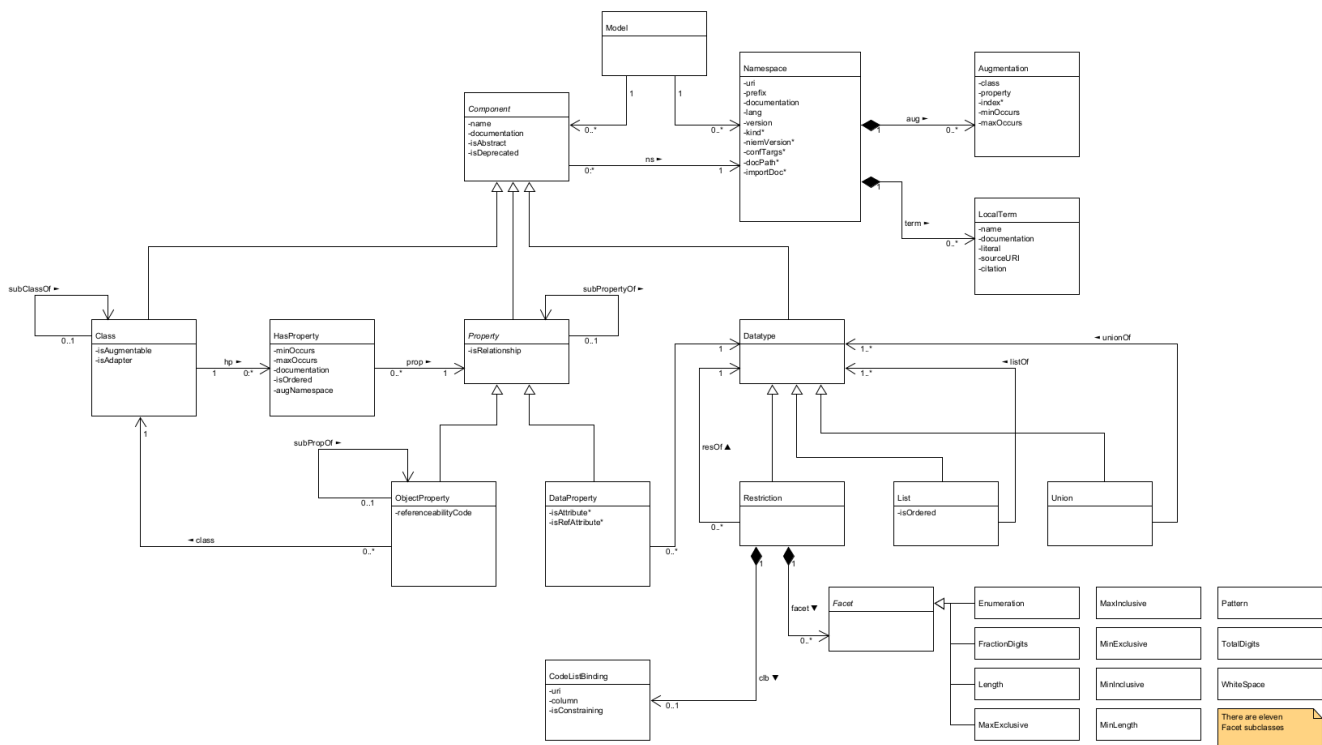 Model
Namespace
-uri
-prefix
-documentation
-lang
-version
-kind*
-niemVersion*
-confTargs*
-docPath*
-importDoc*
Augmentation
-class
-property
-index*
-minOccurs
-maxOccurs
Component
-name
-documentation
-isAbstract
-isDeprecated
1
1
0..*
0..*
aug ►
1
0..*
ns ►
0:*
1
1
term ►
0..*
LocalTerm
-name
-documentation
-literal
-sourceURI
-citation
subClassOf ►
0..1
Class
-isAugmentable
-isAdapter
hp ►
1
0:*
HasProperty
-minOccurs
-maxOccurs
-documentation
-isOrdered
-augNamespace
prop ►
0..*
1
subPropertyOf ►
0..1
Property
-isRelationship
Datatype
1
1..*
◄ unionOf
1
1..*
◄ listOf
1
subPropOf ►
0..1
resOf ▲
ObjectProperty
-referenceabilityCode
DataProperty
-isAttribute*
-isRefAttribute*
Restriction
List
-isOrdered
Union
◄ class
0..*
0..*
0..*
1
1
facet ▼
0..*
Facet
Enumeration
MaxInclusive
Pattern
FractionDigits
MinExclusive
TotalDigits
Length
MinInclusive
WhiteSpace
MaxExclusive
MinLength
There are eleven
Facet subclasses
CodeListBinding
-uri
-column
-isConstraining
clb ▼
0..1